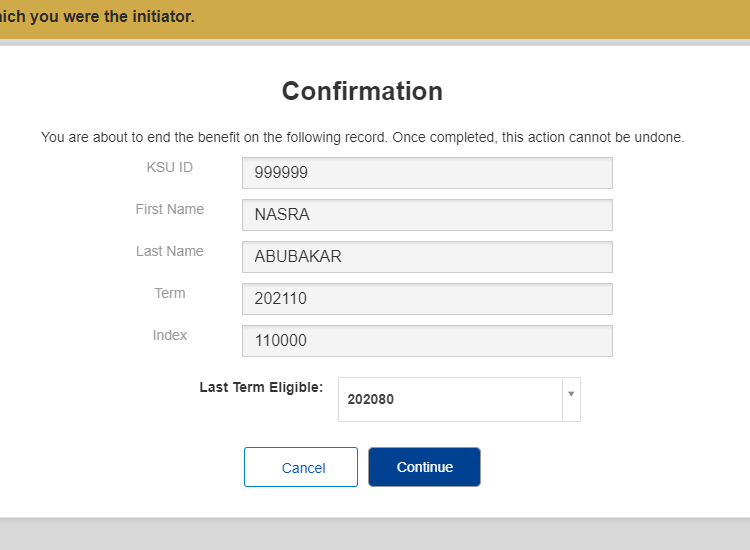 you were the initiator.
Confirmation
You are about to end the benefit on the following record. Once completed, this action cannot be undone.
KSU ID 999999
First Name NASRA
Last Name ABUBAKAR
Term 202110
Index 110000
Last Term Eligible: 202080
Cancel Continue